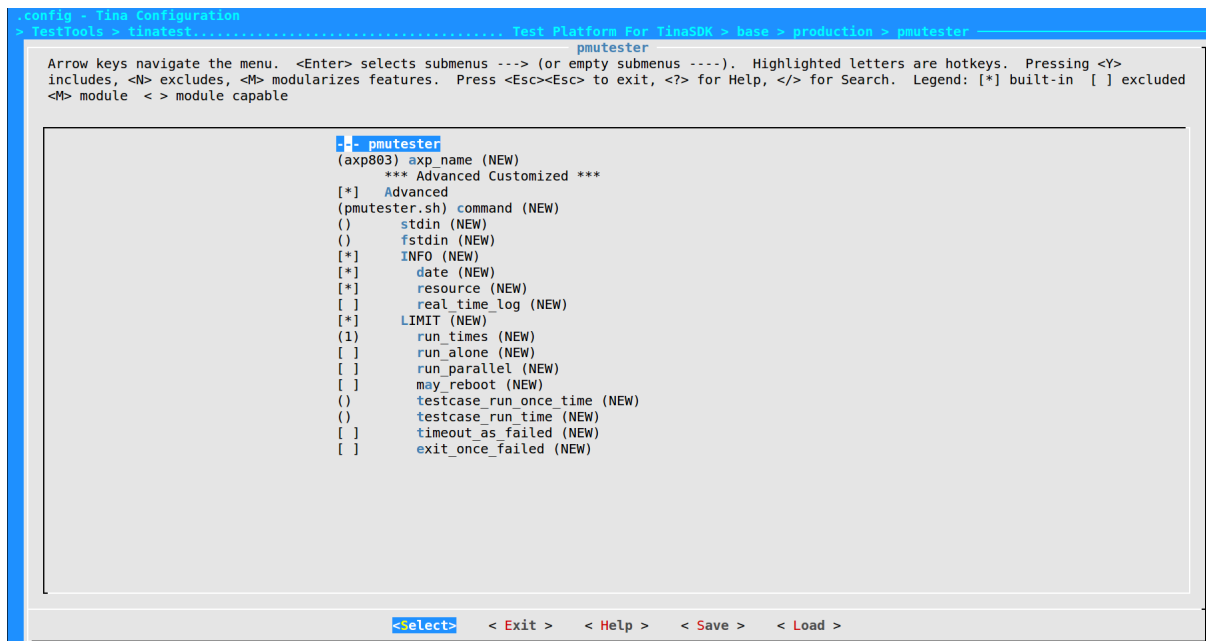 .config - Tina Configuration
> TestTools > tinatest...................................... Test Platform For TinaSDK > base > production > pmutester
pmutester
Arrow keys navigate the menu.  <Enter> selects submenus ---> (or empty submenus ----).  Highlighted letters are hotkeys.  Pressing <Y>
includes, <N> excludes, <M> modularizes features.  Press <Esc><Esc> to exit, <?> for Help, </> for Search.  Legend: [*] built-in  [ ] excluded
<M> module  < > module capable
--- pmutester
(axp803) axp_name (NEW)
*** Advanced Customized ***
[*]   Advanced
(pmutester.sh) command (NEW)
()      stdin (NEW)
()      fstdin (NEW)
[*]     INFO (NEW)
[*]       date (NEW)
[*]       resource (NEW)
[ ]       real_time_log (NEW)
[*]     LIMIT (NEW)
(1)       run_times (NEW)
[ ]       run_alone (NEW)
[ ]       run_parallel (NEW)
[ ]       may_reboot (NEW)
()        testcase_run_once_time (NEW)
()        testcase_run_time (NEW)
[ ]       timeout_as_failed (NEW)
[ ]       exit_once_failed (NEW)
<Select>    < Exit >    < Help >    < Save >    < Load >